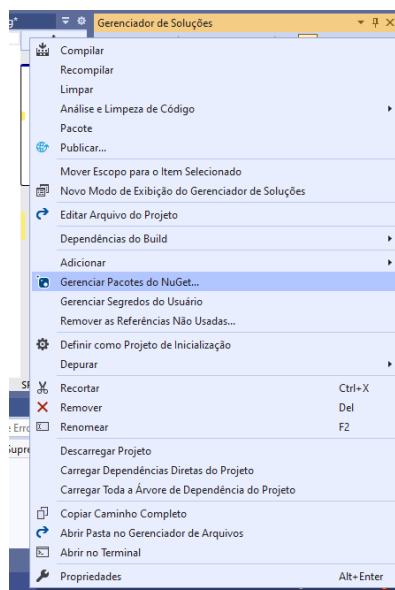 g*
Gerenciador de Soluções
Compilar
Recompilar
Limpar
Análise e Limpeza de Código
Pacote
Publicar...
Mover Escopo para o Item Selecionado
Novo Modo de Exibição do Gerenciador de Soluções
Editar Arquivo do Projeto
Dependências do Build
Adicionar
Gerenciar Pacotes do NuGet...
Gerenciar Segredos do Usuário
Remover as Referências Não Usadas...
Definir como Projeto de Inicialização
Depurar
Recortar Ctrl+X
Remover Del
Renomear F2
Descarregar Projeto
Carregar Dependências Diretas do Projeto
Carregar Toda a Árvore de Dependência do Projeto
Copiar Caminho Completo
Abrir Pasta no Gerenciador de Arquivos
Abrir no Terminal
Propriedades Alt+Enter